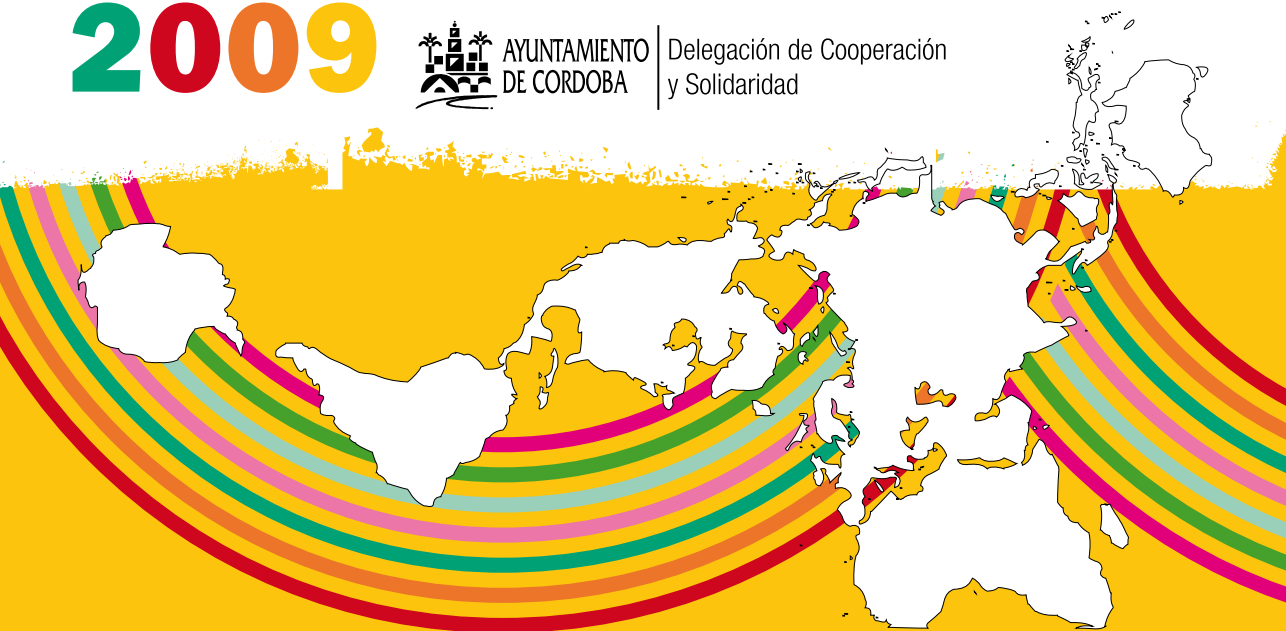 2009
AYUNTAMIENTO
DE CORDOBA
Delegación de Cooperación
y Solidaridad